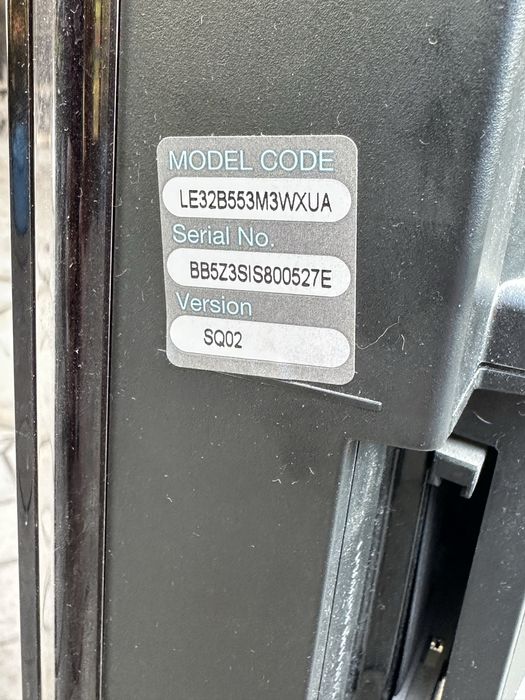 MODEL CODE
LE32B553M3WXUA
Serial No.
BB5Z3SIS800527E
Version
SQ02